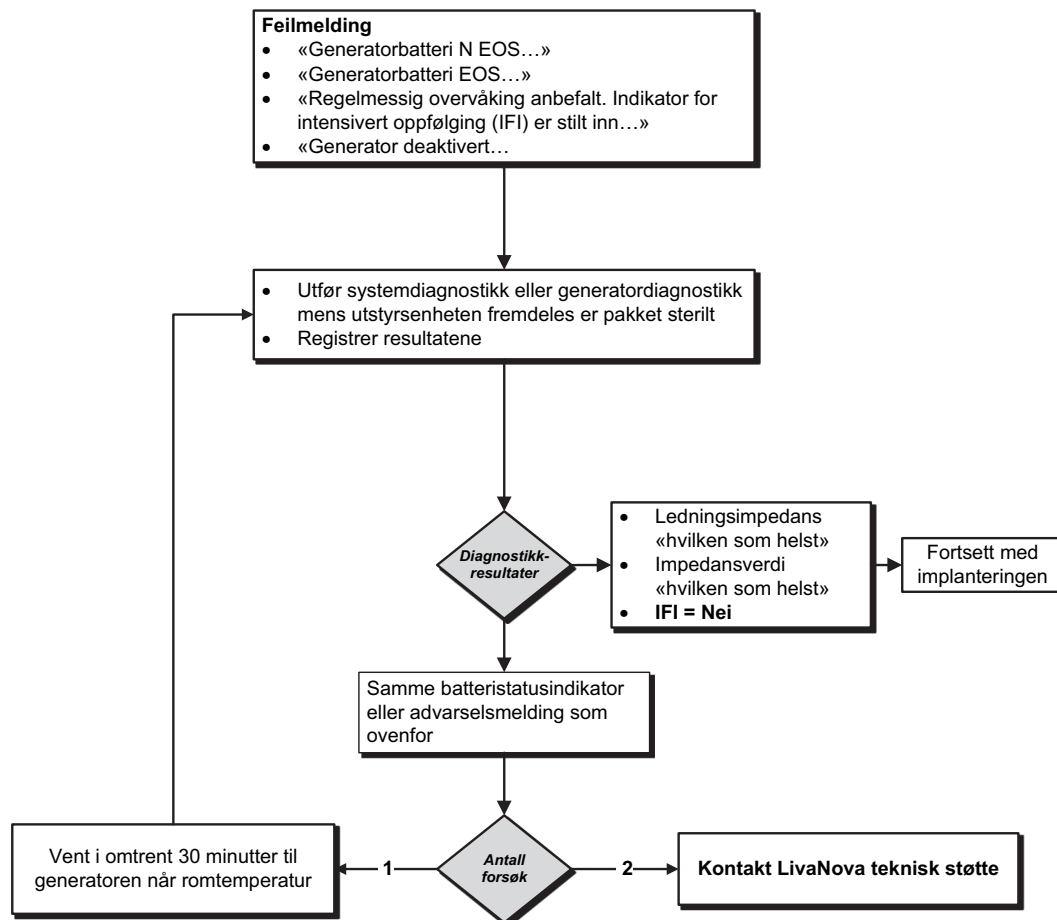 Feilmelding
• «Generatorbatteri N EOS…»
• «Generatorbatteri EOS…»
• «Regelmessig overvåking anbefalt. Indikator for
intensivert oppfølging (IFI) er stilt inn…»
• «Generator deaktivert…
• Utfør systemdiagnostikk eller generatordiagnostikk
mens utstyrsenheten fremdeles er pakket sterilt
• Registrer resultatene
Diagnostikk-
resultater
• Ledningsimpedans
«hvilken som helst»
• Impedansverdi
«hvilken som helst»
• IFI = Nei
Fortsett med
implanteringen
Samme batteristatusindikator
eller advarselsmelding som
ovenfor
Antall
forsøk
1
Vent i omtrent 30 minutter til
generatoren når romtemperatur
2
Kontakt LivaNova teknisk støtte